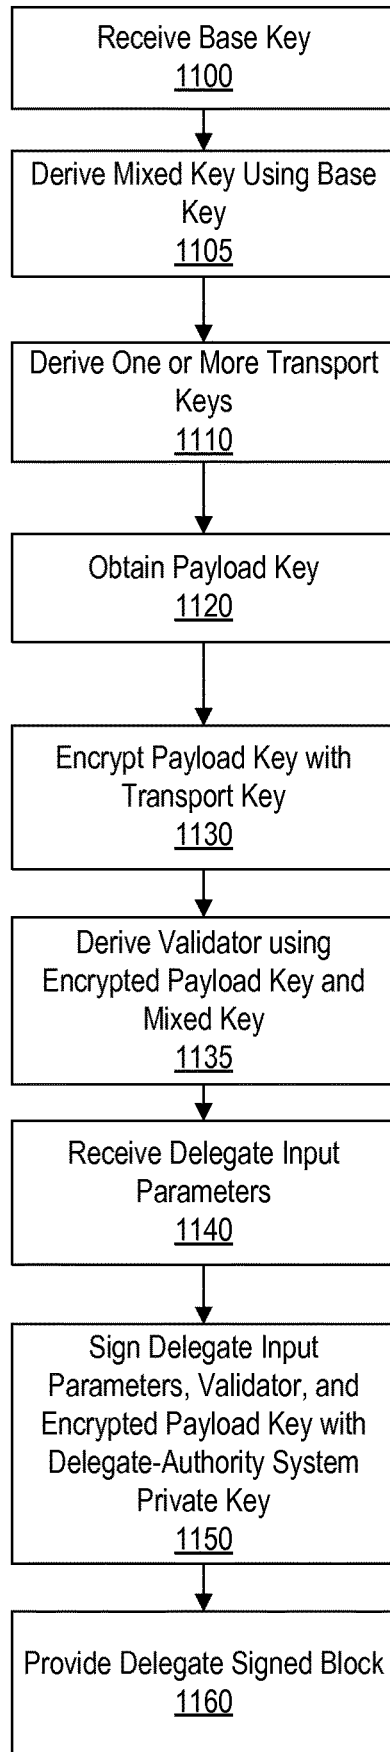 Receive Base Key
1100
Derive Mixed Key Using Base
Key
1105
Derive One or More Transport
Keys
1110
Obtain Payload Key
1120
Encrypt Payload Key with
Transport Key
1130
Derive Validator using
Encrypted Payload Key and
Mixed Key
1135
Receive Delegate Input
Parameters
1140
Sign Delegate Input
Parameters, Validator, and
Encrypted Payload Key with
Delegate-Authority System
Private Key
1150
Provide Delegate Signed Block
1160